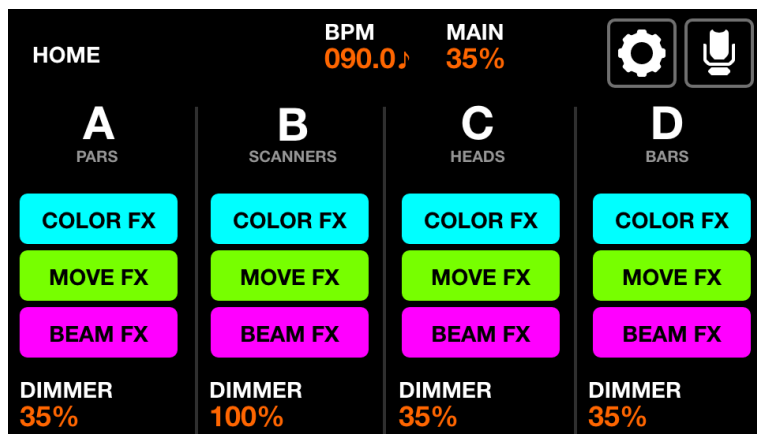 HOME
BPM
090.0♪
MAIN
35%
A
PARS
COLOR FX
MOVE FX
BEAM FX
DIMMER
35%
B
SCANNERS
COLOR FX
MOVE FX
BEAM FX
DIMMER
100%
C
HEADS
COLOR FX
MOVE FX
BEAM FX
DIMMER
35%
D
BARS
COLOR FX
MOVE FX
BEAM FX
DIMMER
35%